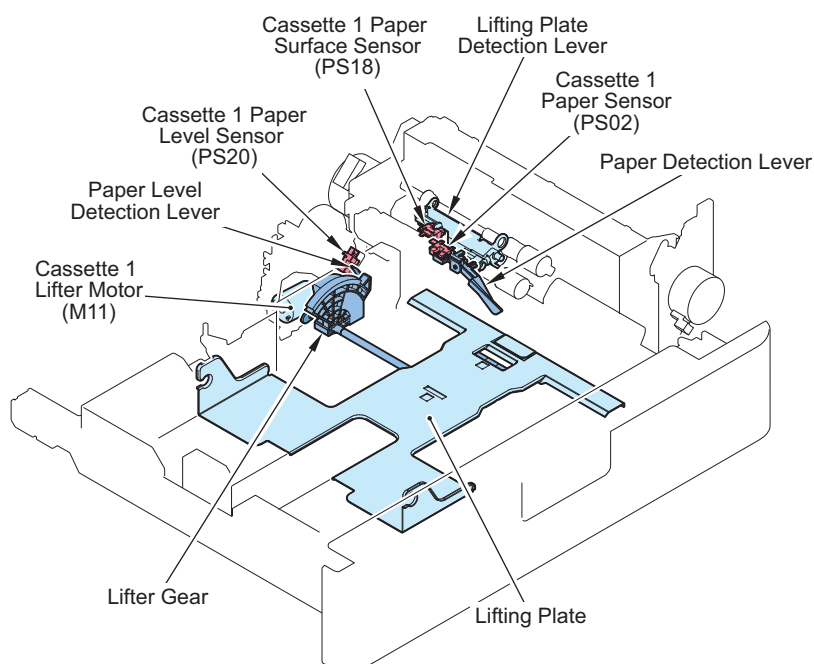 Cassette 1 Paper
Surface Sensor
(PS18)
Lifting Plate
Detection Lever
Cassette 1
Paper Sensor
(PS02)
Cassette 1 Paper
Level Sensor
(PS20)
Paper Detection Lever
Paper Level
Detection Lever
Cassette 1
Lifter Motor
(M11)
Lifter Gear
Lifting Plate